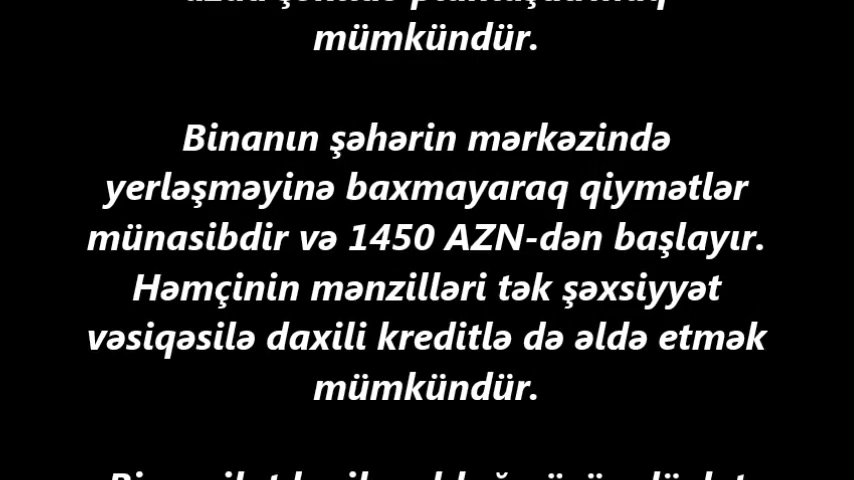 mümkündür.
Binanın şəhərin mərkəzində
yerləşməyinə baxmayaraq qiymətlər
münasibdir və 1450 AZN-dən başlayır.
Həmçinin mənzilləri tək şəxsiyyət
vəsiqəsilə daxili kreditlə də əldə etmək
mümkündür.